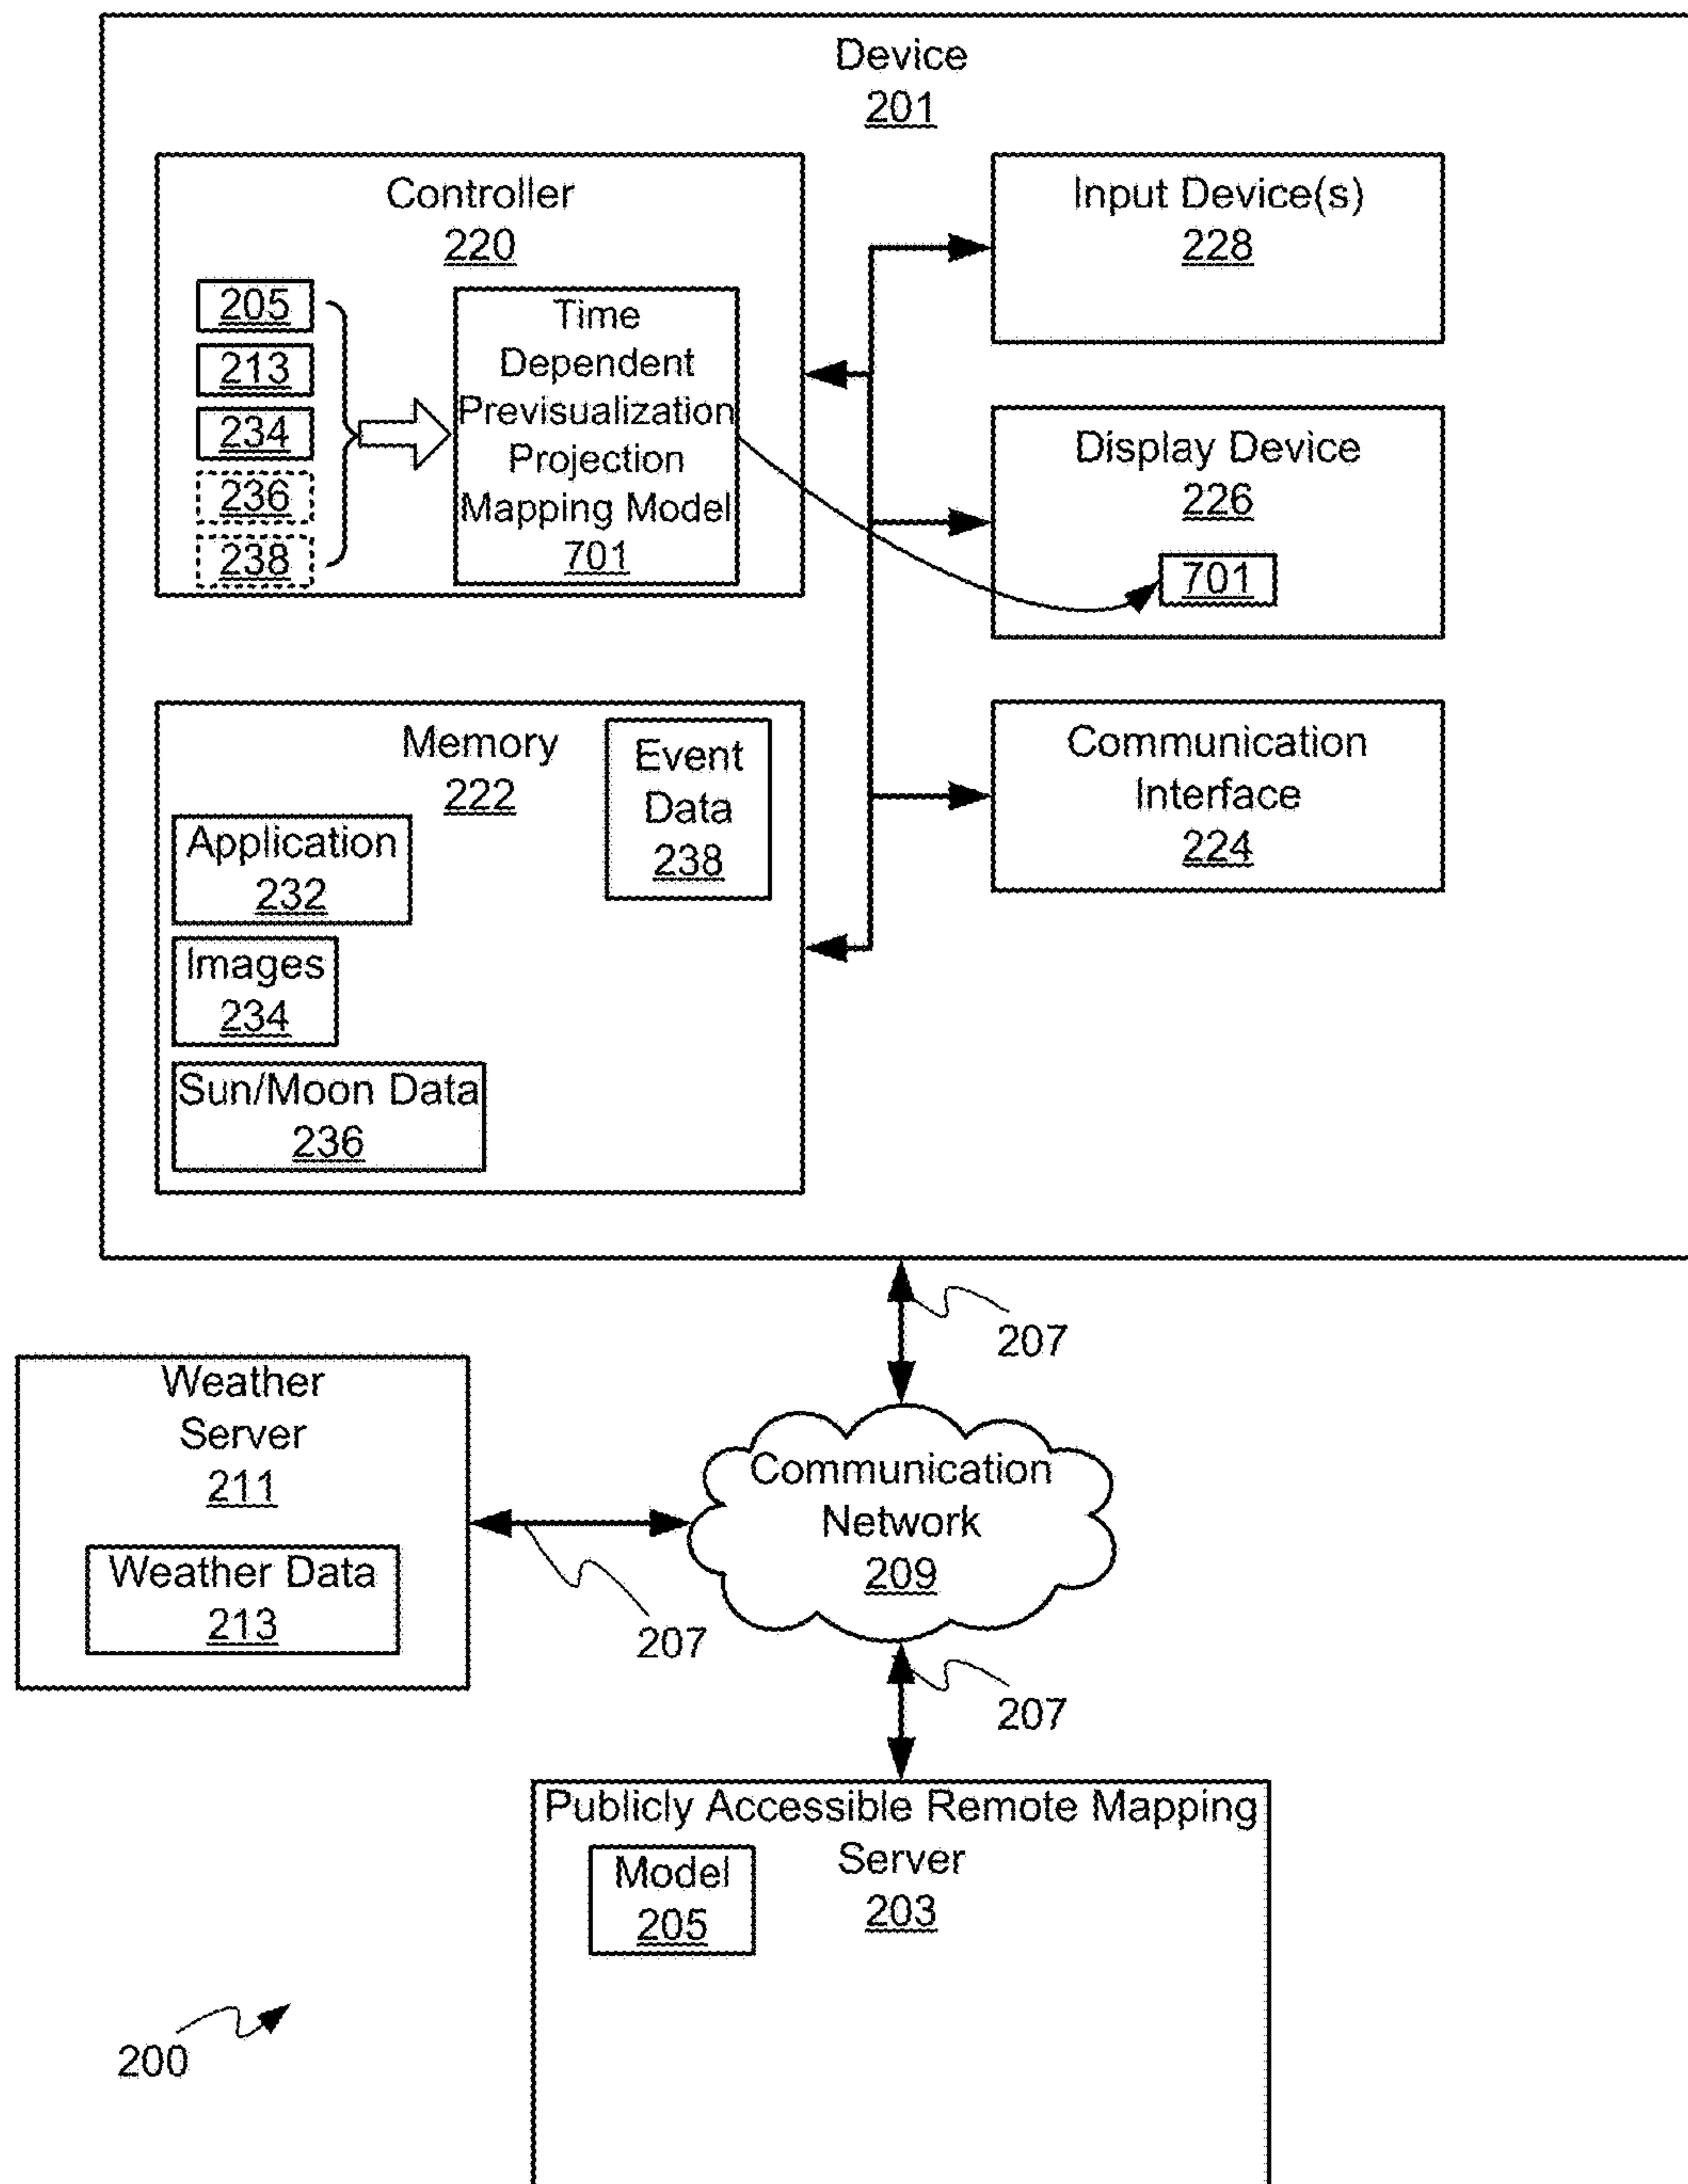 Device
201
Controller
220
205
213
234
236
238
Time
Dependent
Previsualization
Projection
Mapping Model
701
Input Device(s)
228
Display Device
226
701
Memory
222
Event
Data
238
Application
232
Images
234
Sun/Moon Data
236
Communication
Interface
224
207
Weather
Server
211
Weather Data
213
207
Communication
Network
209
207
Publicly Accessible Remote Mapping
Server
203
Model
205
200